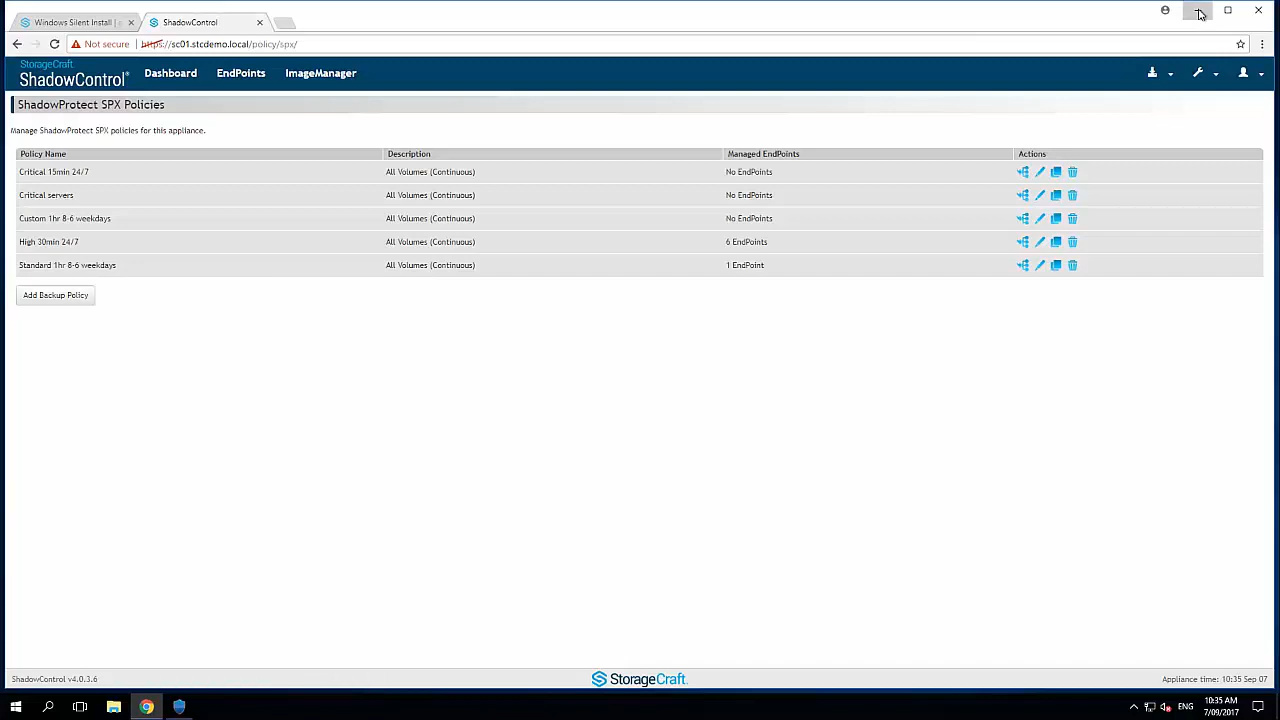 Windows Silent Install |
ShadowControl
Not secure
https://sc01.stcdemo.local/policy/spx/
StorageCraft.
ShadowControl®
Dashboard
EndPoints
ImageManager
ShadowProtect SPX Policies
Manage ShadowProtect SPX policies for this appliance.
Policy Name Description Managed EndPoints Actions
Critical 15min 24/7 All Volumes (Continuous) No EndPoints
Critical servers All Volumes (Continuous) No EndPoints
Custom 1hr 8-6 weekdays All Volumes (Continuous) No EndPoints
High 30min 24/7 All Volumes (Continuous) 6 EndPoints
Standard 1hr 8-6 weekdays All Volumes (Continuous) 1 EndPoint
Add Backup Policy
ShadowControl v4.0.3.6
StorageCraft.
Appliance time: 10:35 Sep 07
ENG
10:35 AM
7/09/2017